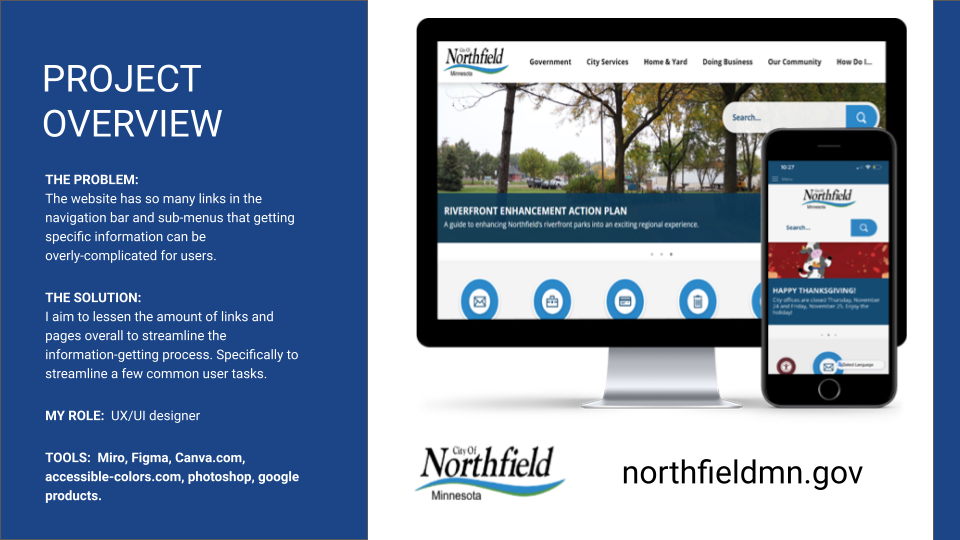 PROJECT
OVERVIEW
THE PROBLEM:
The website has so many links in the
navigation bar and sub-menus that getting
specific information can be
overly-complicated for users.
THE SOLUTION:
I aim to lessen the amount of links and
pages overall to streamline the
information-getting process. Specifically to
streamline a few common user tasks.
MY ROLE: UX/UI designer
TOOLS: Miro, Figma, Canva.com,
accessible-colors.com, photoshop, google
products.
City Of
Northfield
Minnesota
Government City Services Home & Yard Doing Business Our Community How Do I...
Search...
RIVERFRONT ENHANCEMENT ACTION PLAN
A guide to enhancing Northfield's riverfront parks into an exciting regional experience.
10:27
Menu
City Of
Northfield
Minnesota
Search...
HAPPY THANKSGIVING!
City offices are closed Thursday, November
24 and Friday, November 25. Enjoy the
holiday!
Select Language
City Of
Northfield
Minnesota
northfieldmn.gov